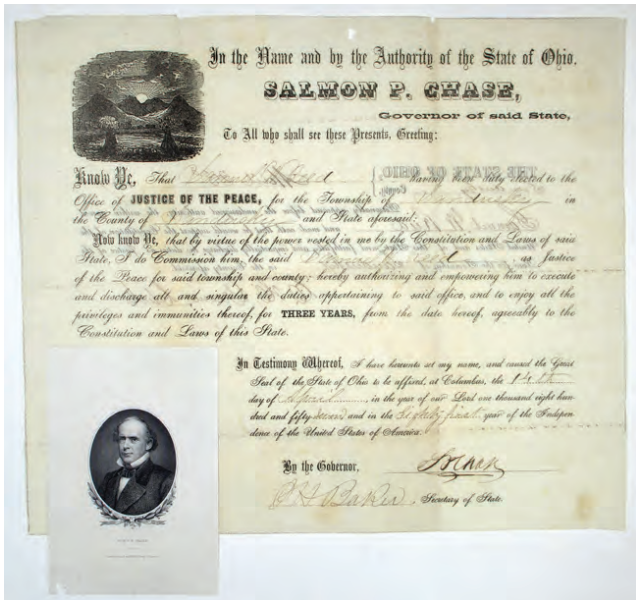 In the Name and by the Authority of the State of Ohio.
SALMON P. CHASE,
Governor of said State,
To All who shall see these Presents, Greeting:
Know Ye, That Reed having been duly elected to the
Office of JUSTICE OF THE PEACE, for the Township of in
the County of and State aforesaid:
Now know Ye, that by virtue of the power vested in me by the Constitution and Laws of said
State, I do Commission him, the said as Justice
of the Peace for said township and county; hereby authorizing and empowering him to execute
and discharge all and singular the duties appertaining to said office, and to enjoy all the
privileges and immunities thereof, for THREE YEARS, from the date hereof, agreeably to the
Constitution and Laws of this State.
In Testimony Whereof, I have hereunto set my name, and caused the Great
Seal of the State of Ohio to be affixed, at Columbus, the 14th
day of April, in the year of our Lord one thousand eight hun-
dred and fifty seven and in the Eighty first year of the Indepen-
dence of the United States of America.
By the Governor, S P Chase
Baker, Secretary of State.